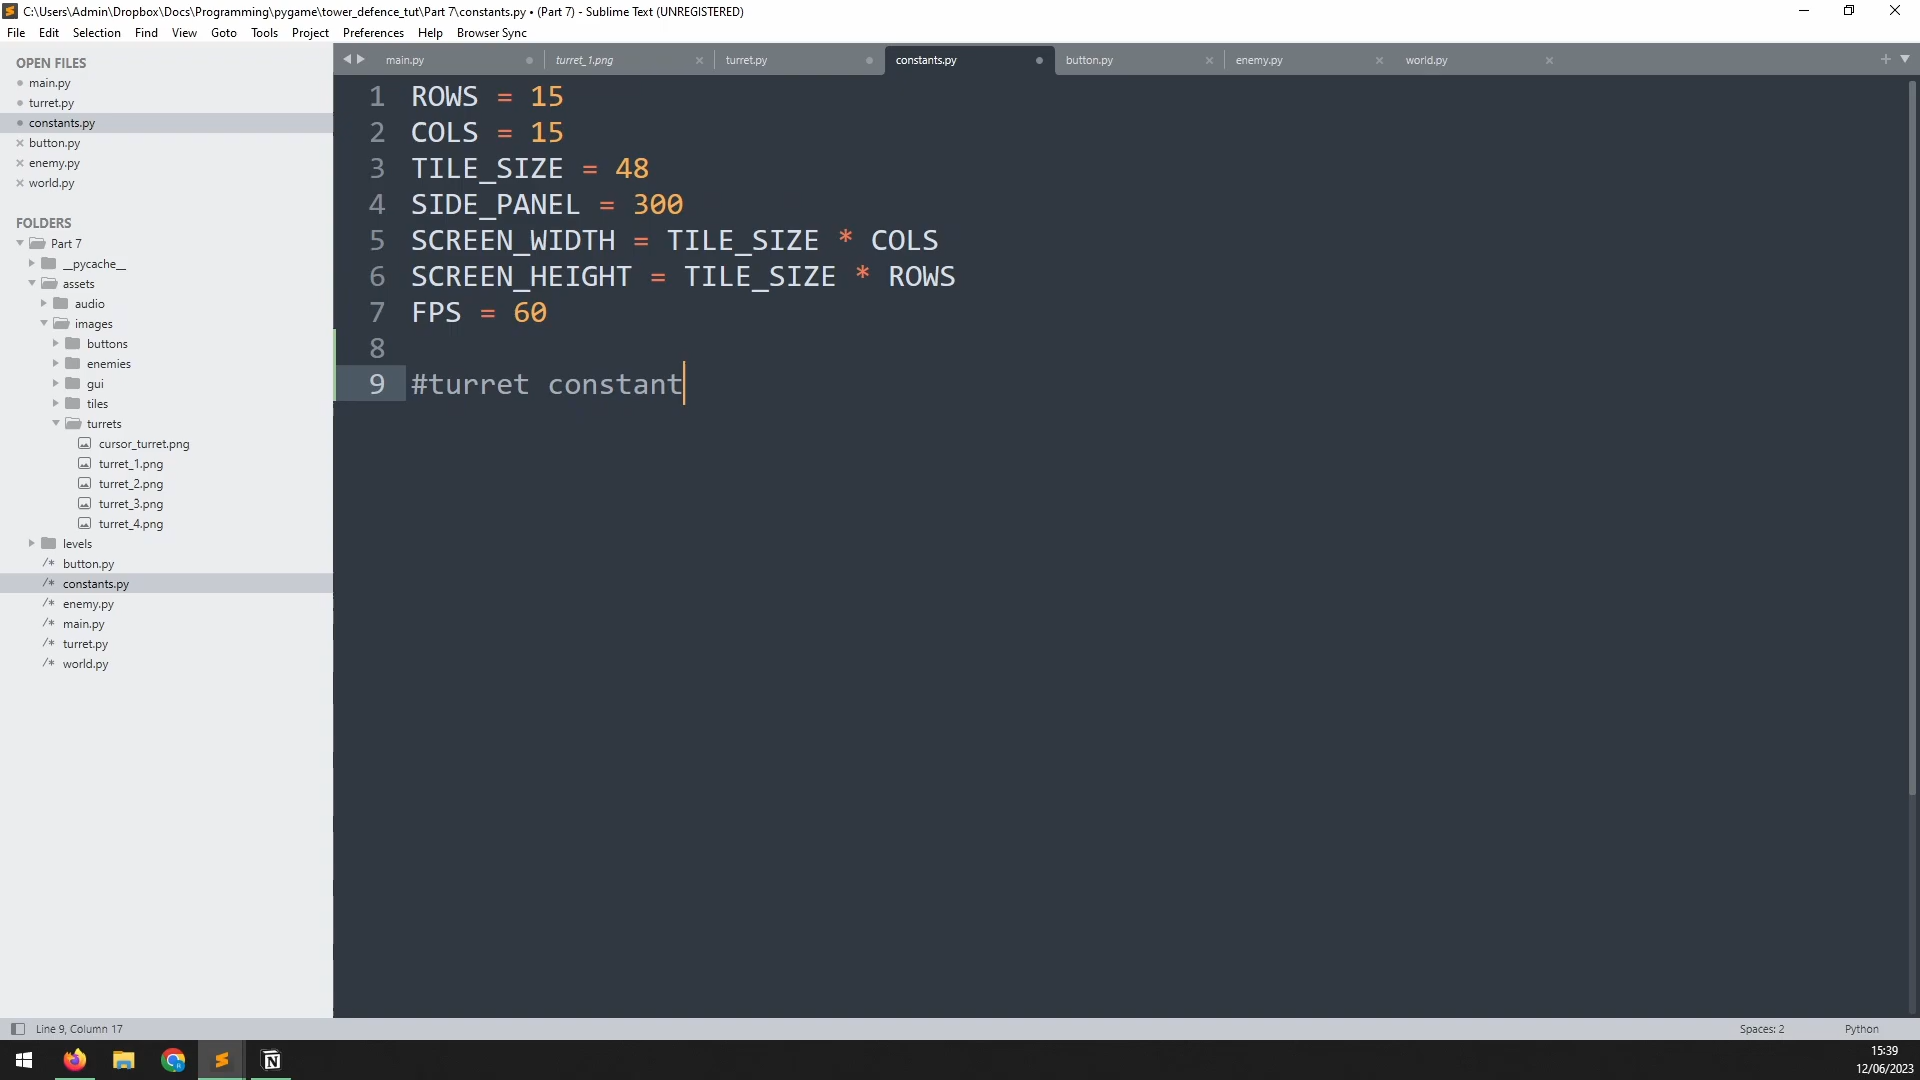 C:\Users\Admin\Dropbox\Docs\Programming\pygame\tower_defence_tut\Part 7\constants.py • (Part 7) - Sublime Text (UNREGISTERED)
File Edit Selection Find View Goto Tools Project Preferences Help Browser Sync
OPEN FILES
main.py
turret.py
constants.py
button.py
enemy.py
world.py
FOLDERS
Part 7
__pycache__
assets
audio
images
buttons
enemies
gui
tiles
turrets
cursor_turret.png
turret_1.png
turret_2.png
turret_3.png
turret_4.png
levels
/* button.py
/* constants.py
/* enemy.py
/* main.py
/* turret.py
/* world.py
main.py turret_1.png turret.py constants.py button.py enemy.py world.py
1 ROWS = 15
2 COLS = 15
3 TILE_SIZE = 48
4 SIDE_PANEL = 300
5 SCREEN_WIDTH = TILE_SIZE * COLS
6 SCREEN_HEIGHT = TILE_SIZE * ROWS
7 FPS = 60
8
9 #turret constant
Line 9, Column 17
Spaces: 2
Python
15:39
12/06/2023